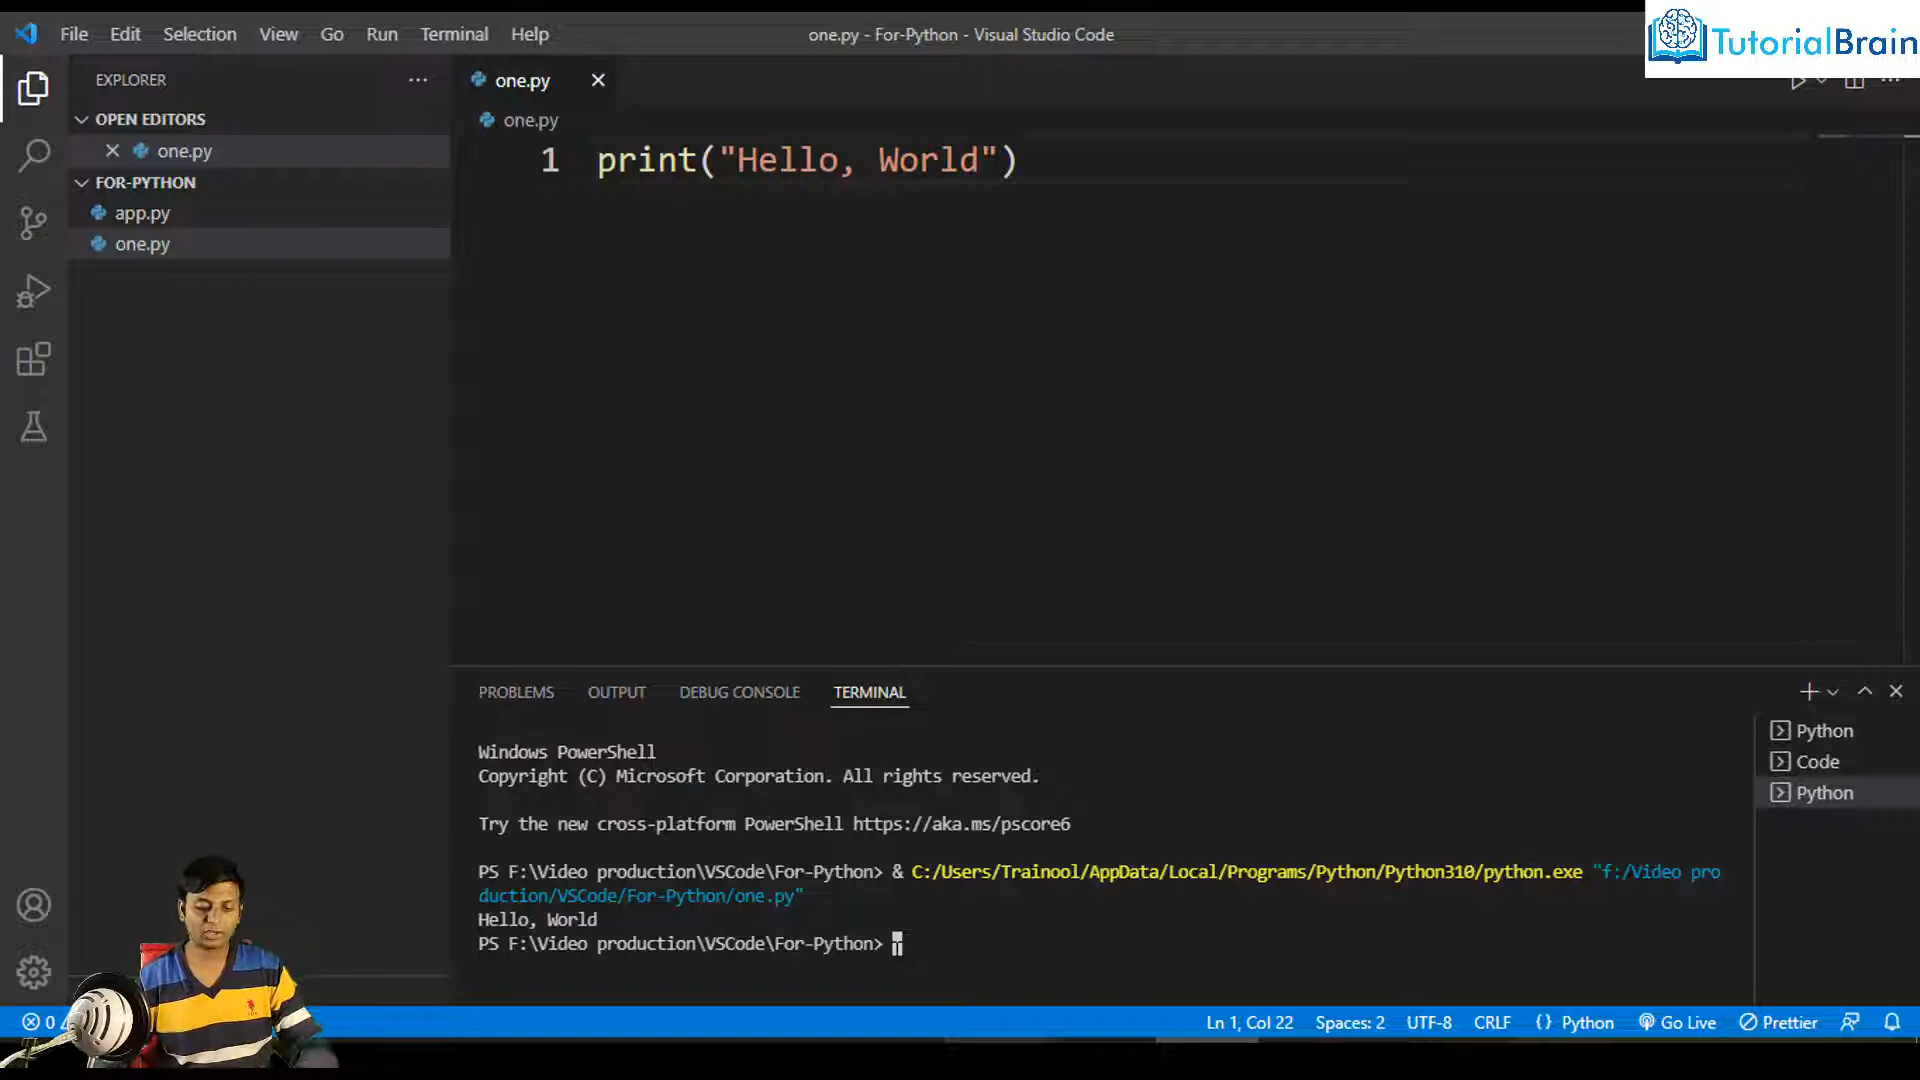 File Edit Selection View Go Run Terminal Help
one.py - For-Python - Visual Studio Code
TutorialBrain
EXPLORER
OPEN EDITORS
one.py
FOR-PYTHON
app.py
one.py
one.py
one.py
1 print("Hello, World")
PROBLEMS OUTPUT DEBUG CONSOLE TERMINAL
Windows PowerShell
Copyright (C) Microsoft Corporation. All rights reserved.
Try the new cross-platform PowerShell https://aka.ms/pscore6
PS F:\Video production\VSCode\For-Python> & C:/Users/Trainool/AppData/Local/Programs/Python/Python310/python.exe "f:/Video pro
duction/VSCode/For-Python/one.py"
Hello, World
PS F:\Video production\VSCode\For-Python>
Python
Code
Python
0
Ln 1, Col 22 Spaces: 2 UTF-8 CRLF {} Python Go Live Prettier